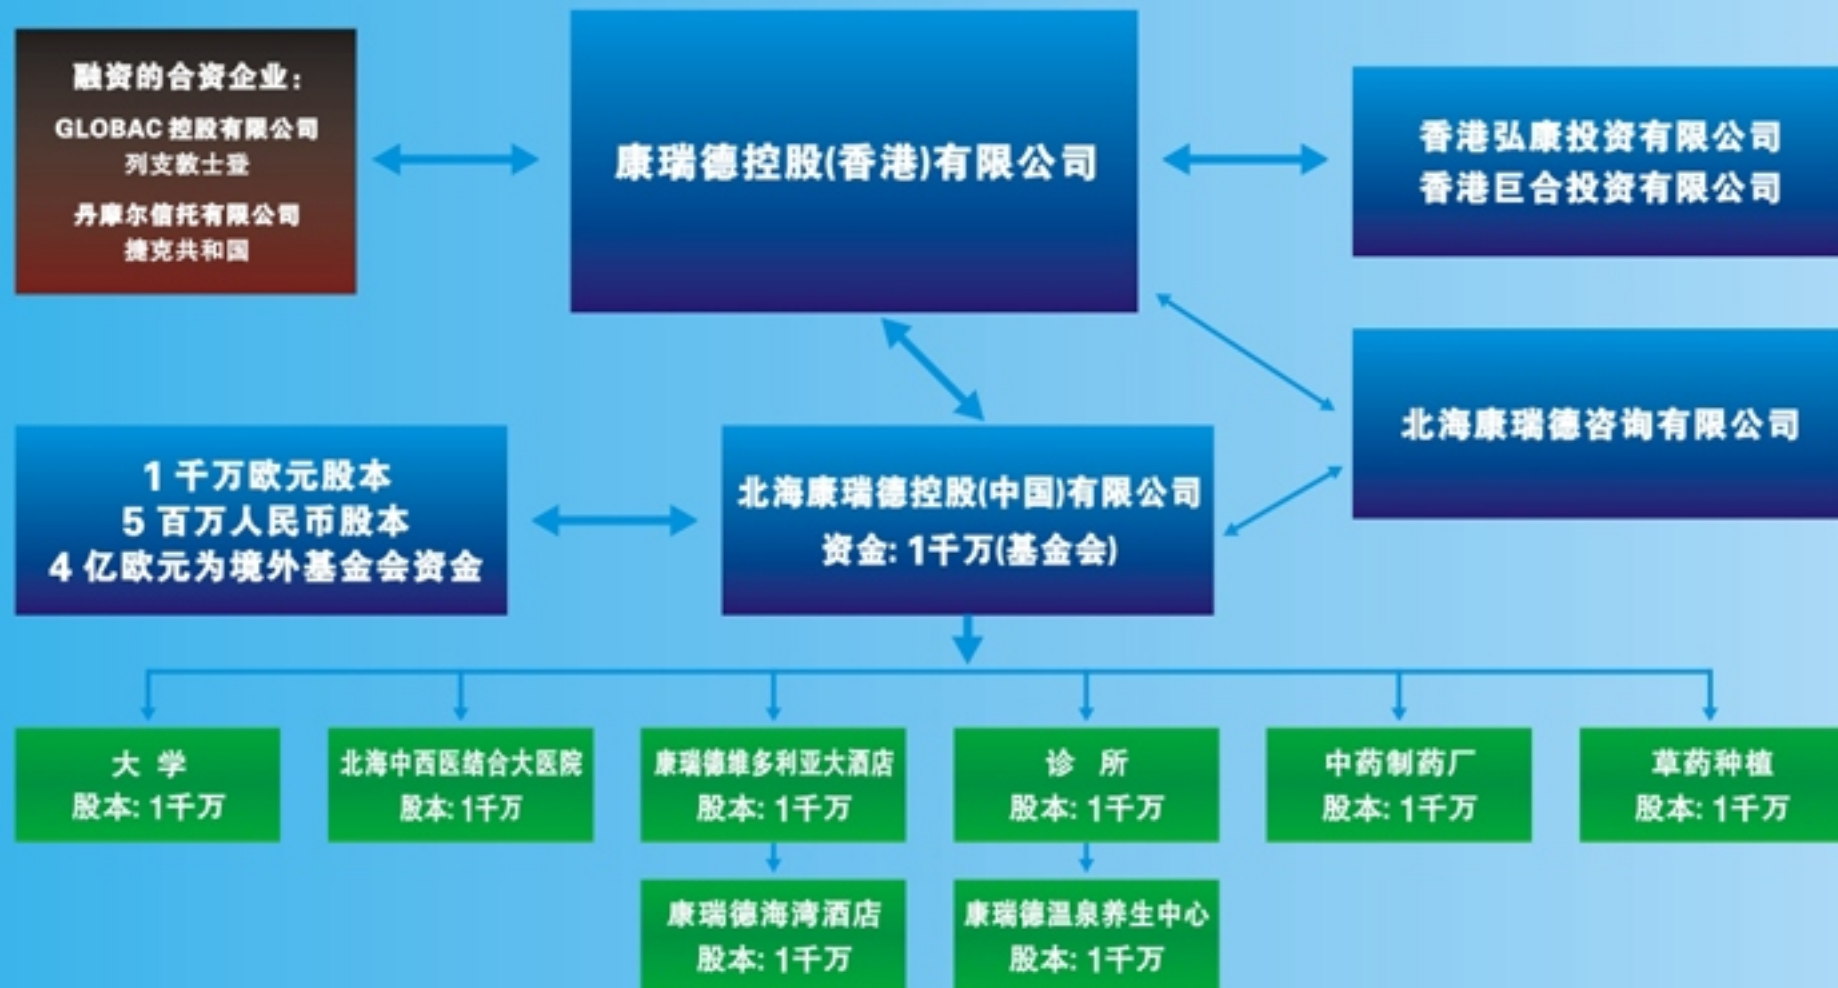 融资的合资企业:
GLOBAC 控股有限公司
列支敦士登
丹摩尔信托有限公司
捷克共和国
康瑞德控股(香港)有限公司
香港弘康投资有限公司
香港巨合投资有限公司
北海康瑞德咨询有限公司
1 千万欧元股本
5 百万人民币股本
4 亿欧元为境外基金会资金
北海康瑞德控股(中国)有限公司
资金: 1千万(基金会)
大 学
股本: 1千万
北海中西医结合大医院
股本: 1千万
康瑞德维多利亚大酒店
股本: 1千万
诊 所
股本: 1千万
中药制药厂
股本: 1千万
草药种植
股本: 1千万
康瑞德海湾酒店
股本: 1千万
康瑞德温泉养生中心
股本: 1千万